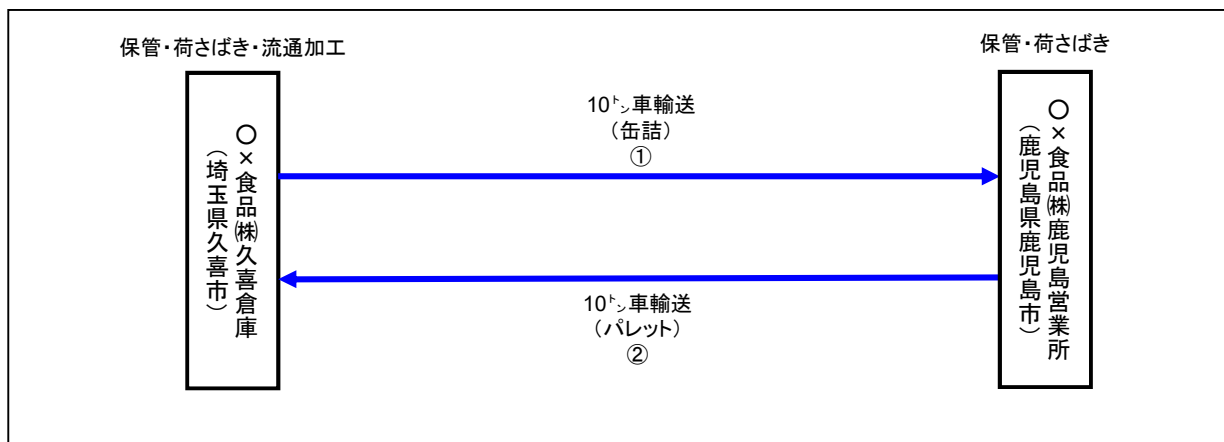 保管・荷さばき・流通加工
〇×食品㈱久喜倉庫
（埼玉県久喜市）
10㌧車輸送
（缶詰）
①
10㌧車輸送
（パレット）
②
保管・荷さばき
〇×食品㈱鹿児島営業所
（鹿児島県鹿児島市）